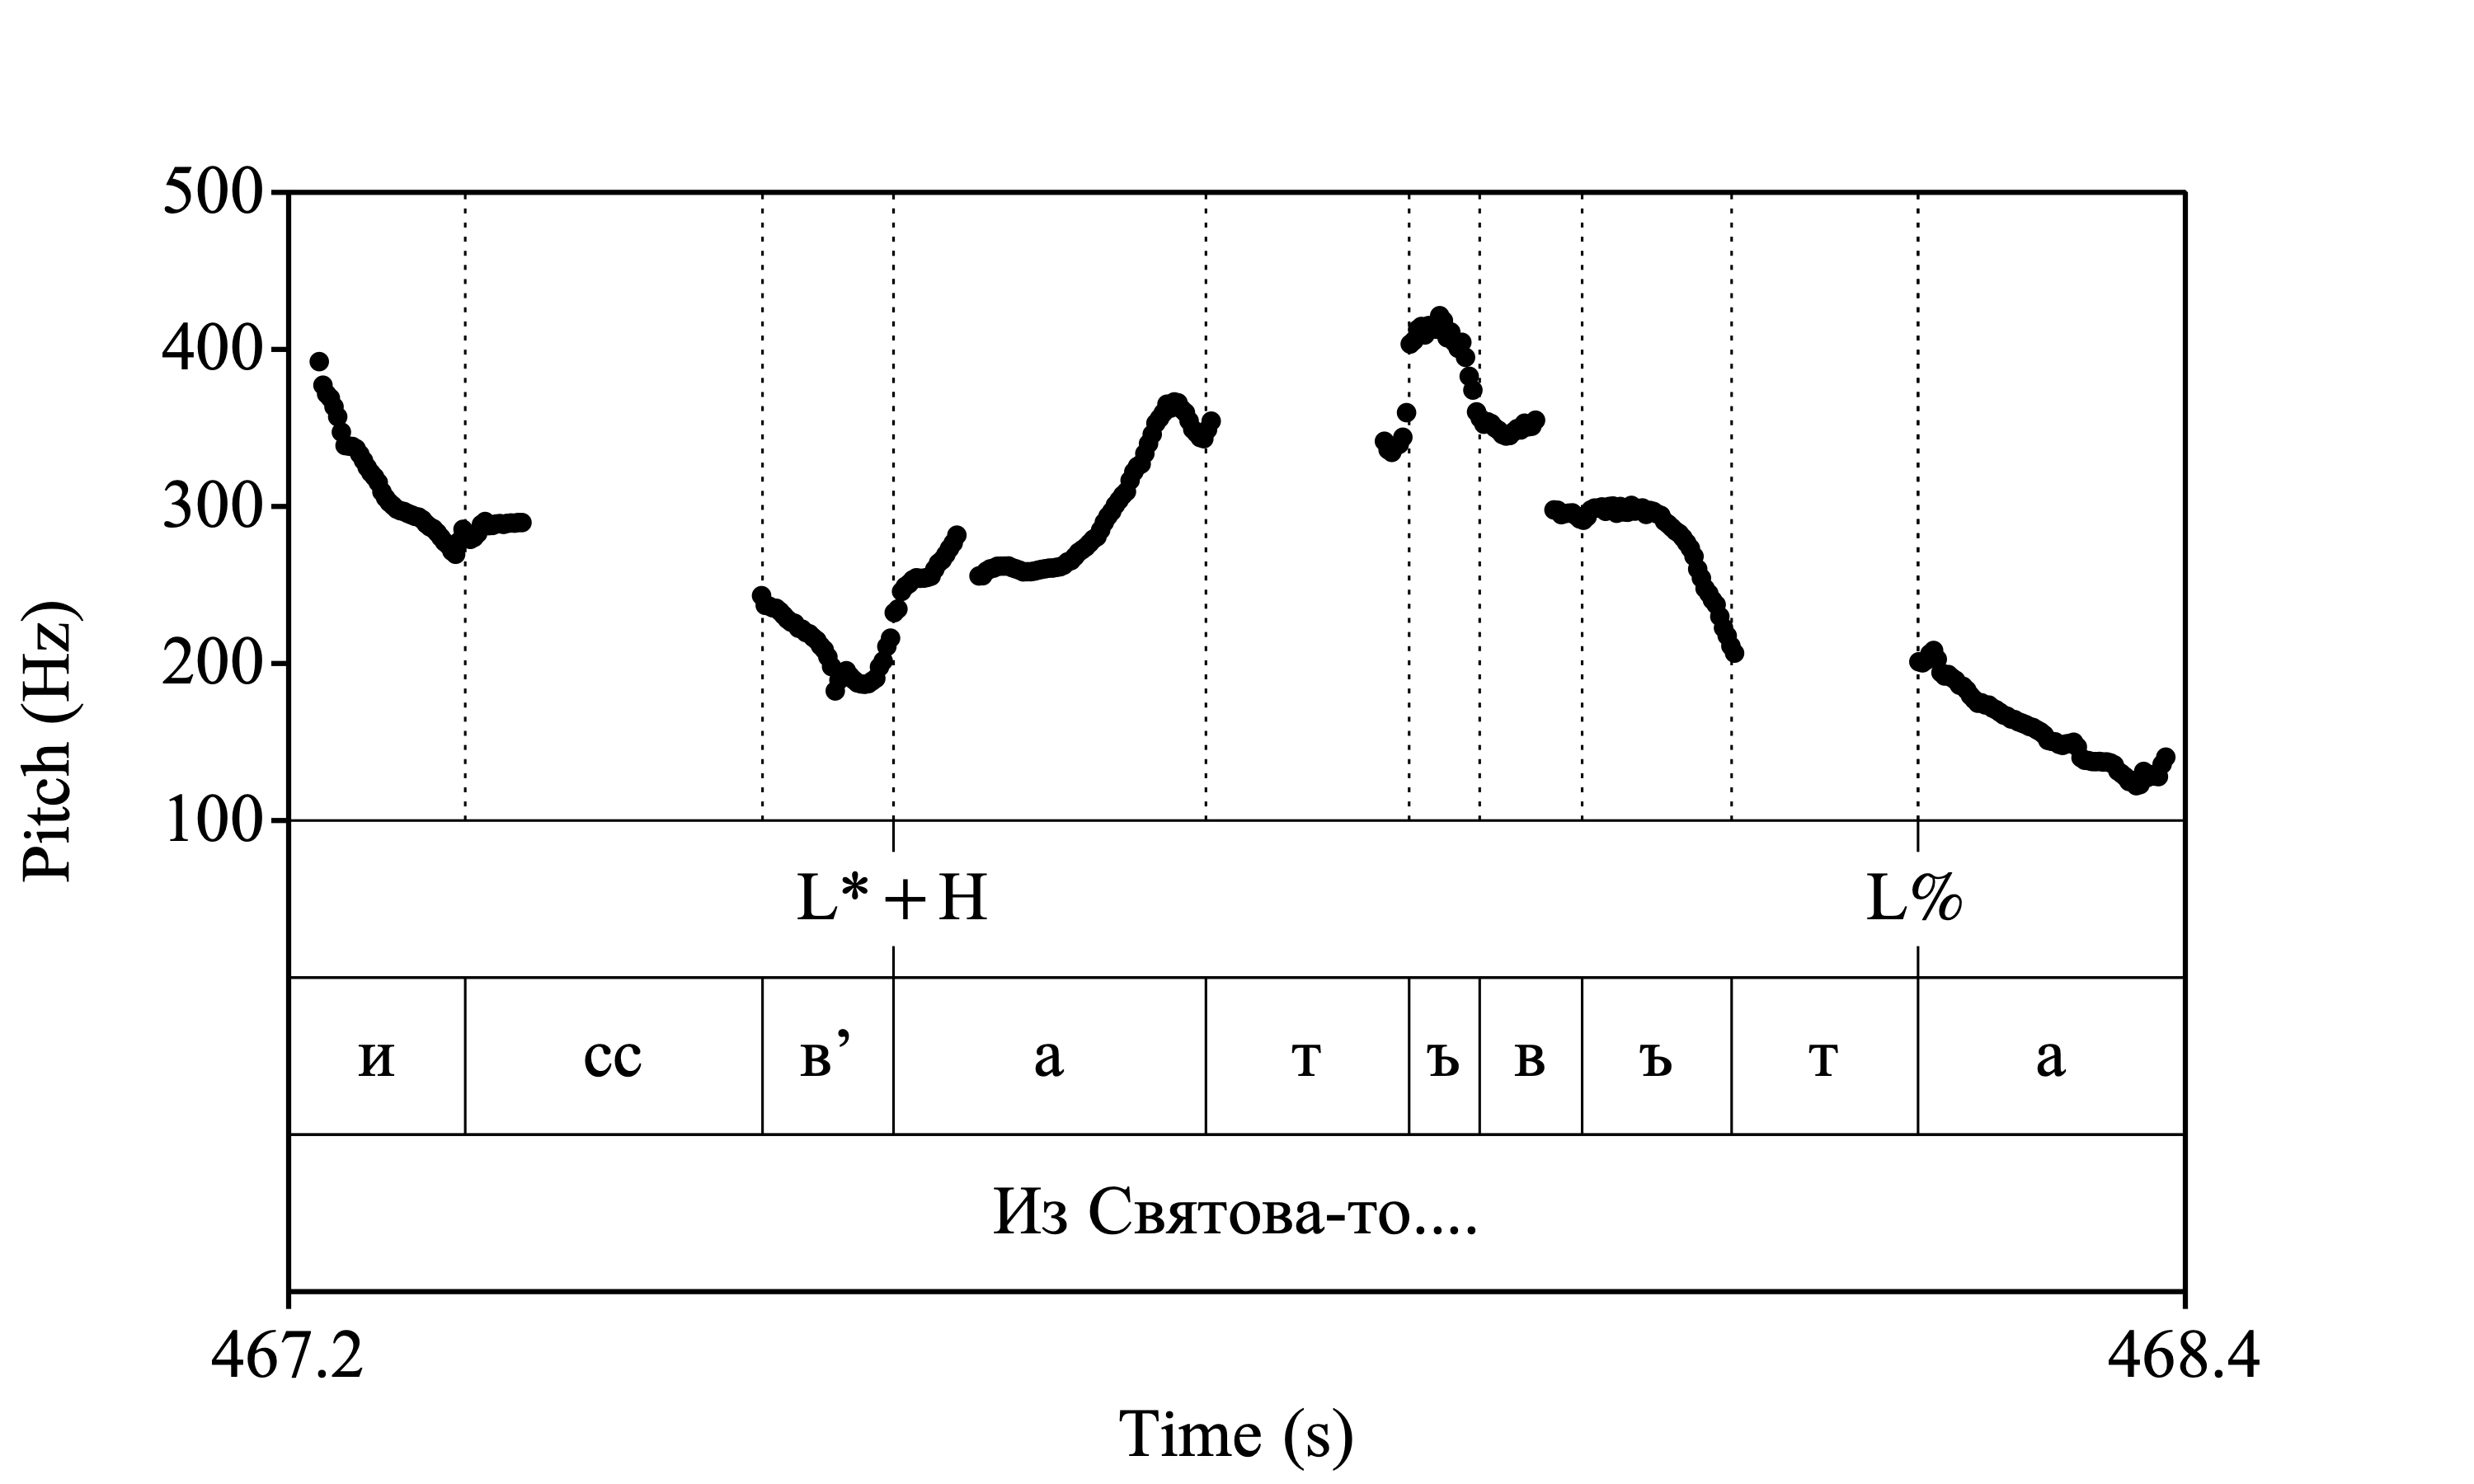 500
400
300
200
100
Pitch (Hz)
L*+H L%
и сс в’ а т ъ в ъ т а
Из Святова-то....
467.2 468.4
Time (s)